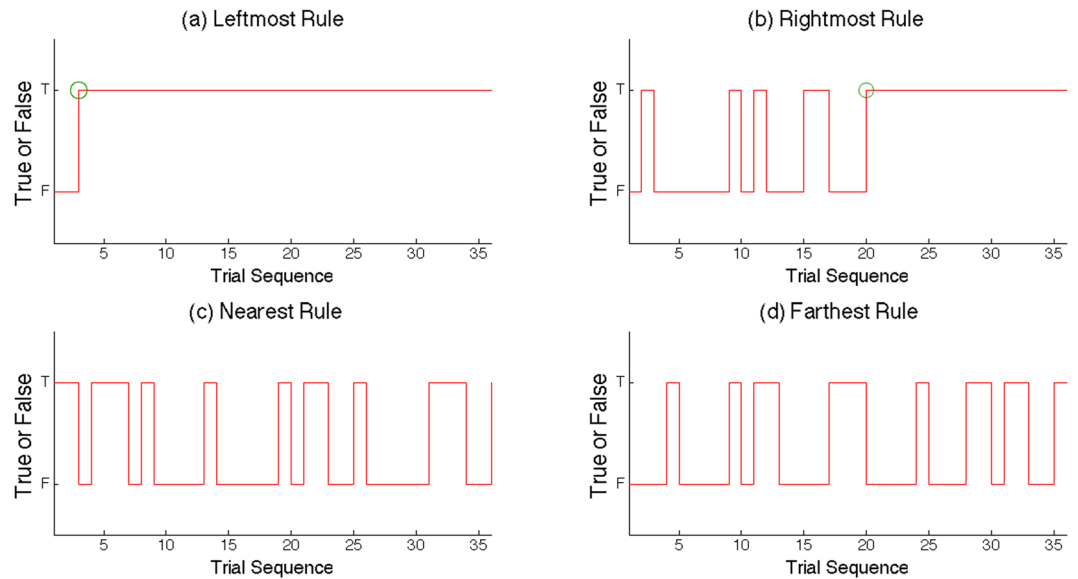 (a) Leftmost Rule
True or False
T
F
5 10 15 20 25 30 35
Trial Sequence
(b) Rightmost Rule
True or False
T
F
5 10 15 20 25 30 35
Trial Sequence
(c) Nearest Rule
True or False
T
F
5 10 15 20 25 30 35
Trial Sequence
(d) Farthest Rule
True or False
T
F
5 10 15 20 25 30 35
Trial Sequence